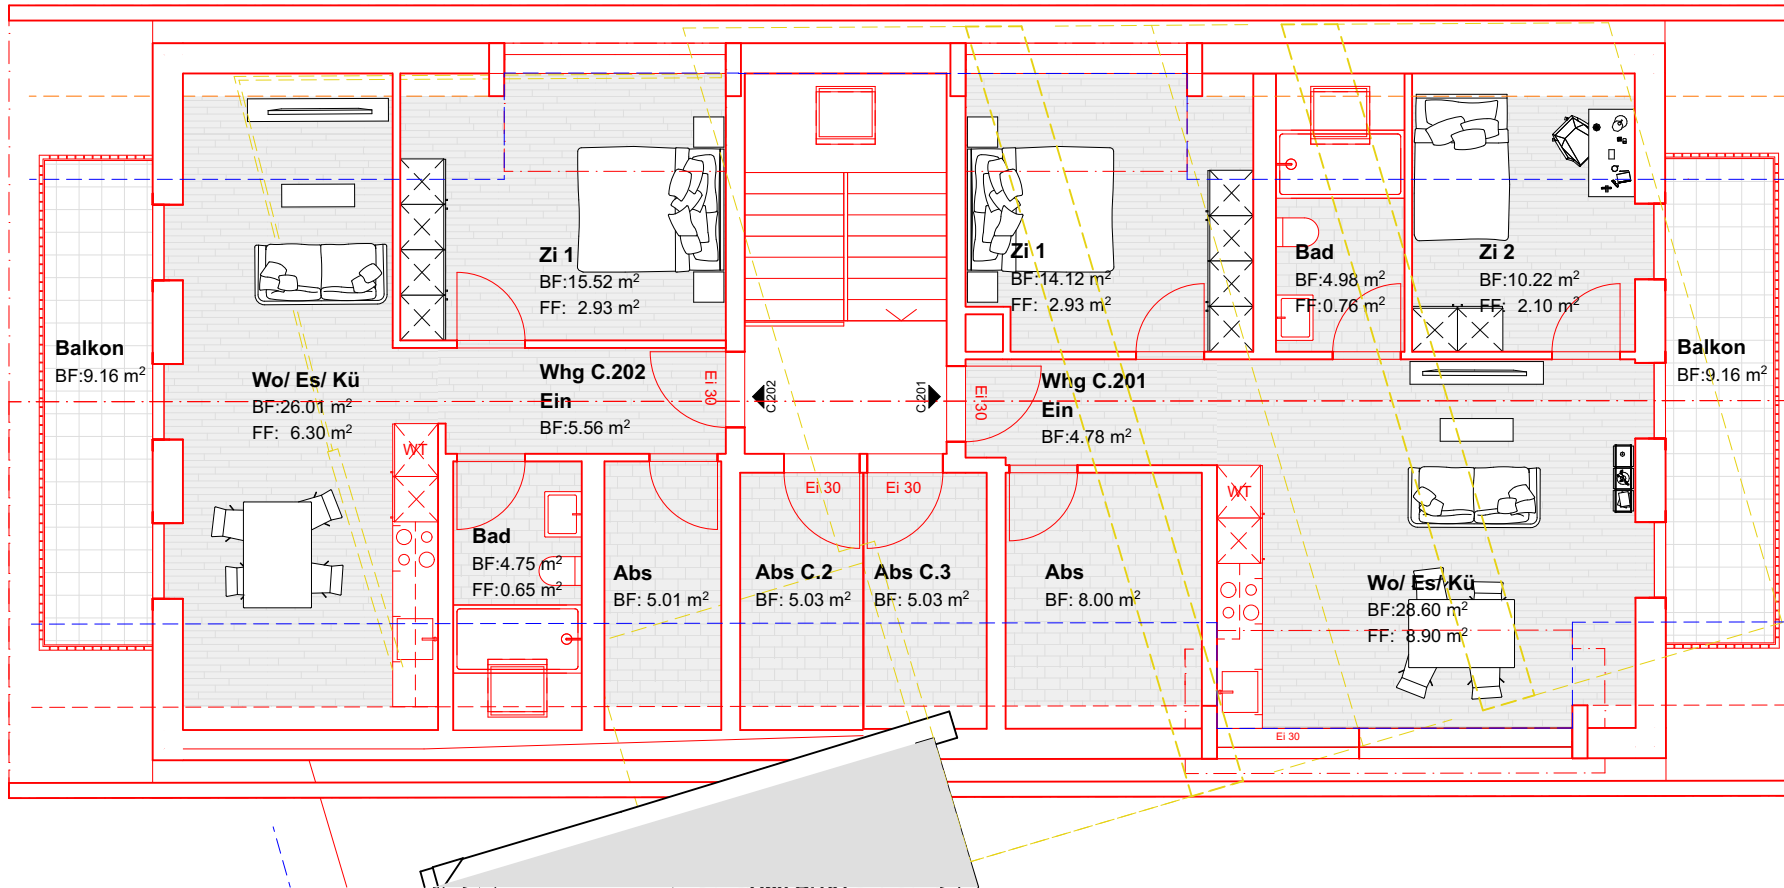 Zi 1
BF:15.52 m²
FF: 2.93 m²
Zi 1
BF:14.12 m²
FF: 2.93 m²
Bad
BF:4.98 m²
FF:0.76 m²
Zi 2
BF:10.22 m²
FF: 2.10 m²
Balkon
BF:9.16 m²
Wo/ Es/ Kü
BF:26.01 m²
FF: 6.30 m²
Whg C.202
Ein
BF:5.56 m²
Ei 30
C.202
C.201
Ei 30
Whg C.201
Ein
BF:4.78 m²
Balkon
BF:9.16 m²
WT
Bad
BF:4.75 m²
FF:0.65 m²
Abs
BF: 5.01 m²
Ei 30
Abs C.2
BF: 5.03 m²
Ei 30
Abs C.3
BF: 5.03 m²
Abs
BF: 8.00 m²
WT
Wo/ Es/ Kü
BF:28.60 m²
FF: 8.90 m²
Ei 30